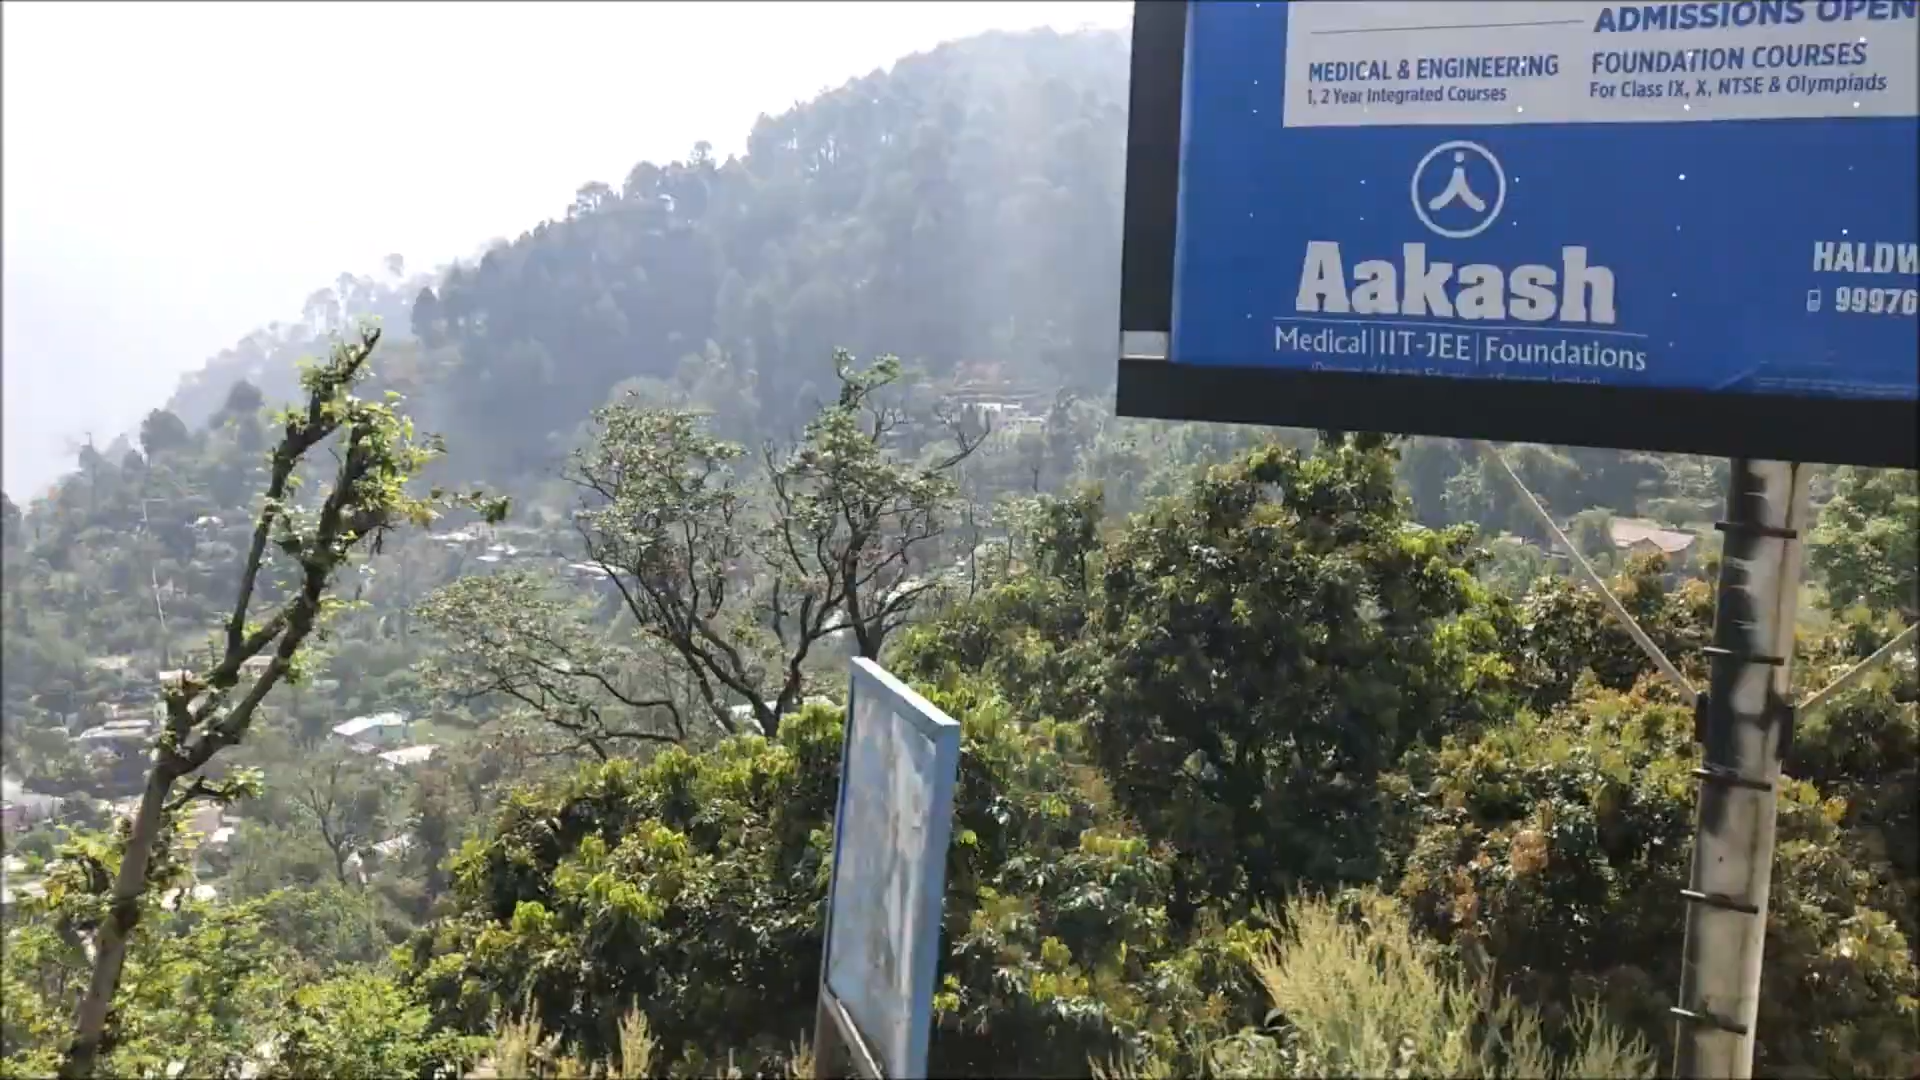 ADMISSIONS OPEN
MEDICAL & ENGINEERING
1, 2 Year Integrated Courses
FOUNDATION COURSES
For Class IX, X, NTSE & Olympiads
Aakash
Medical|IIT-JEE|Foundations
HALDW
99976